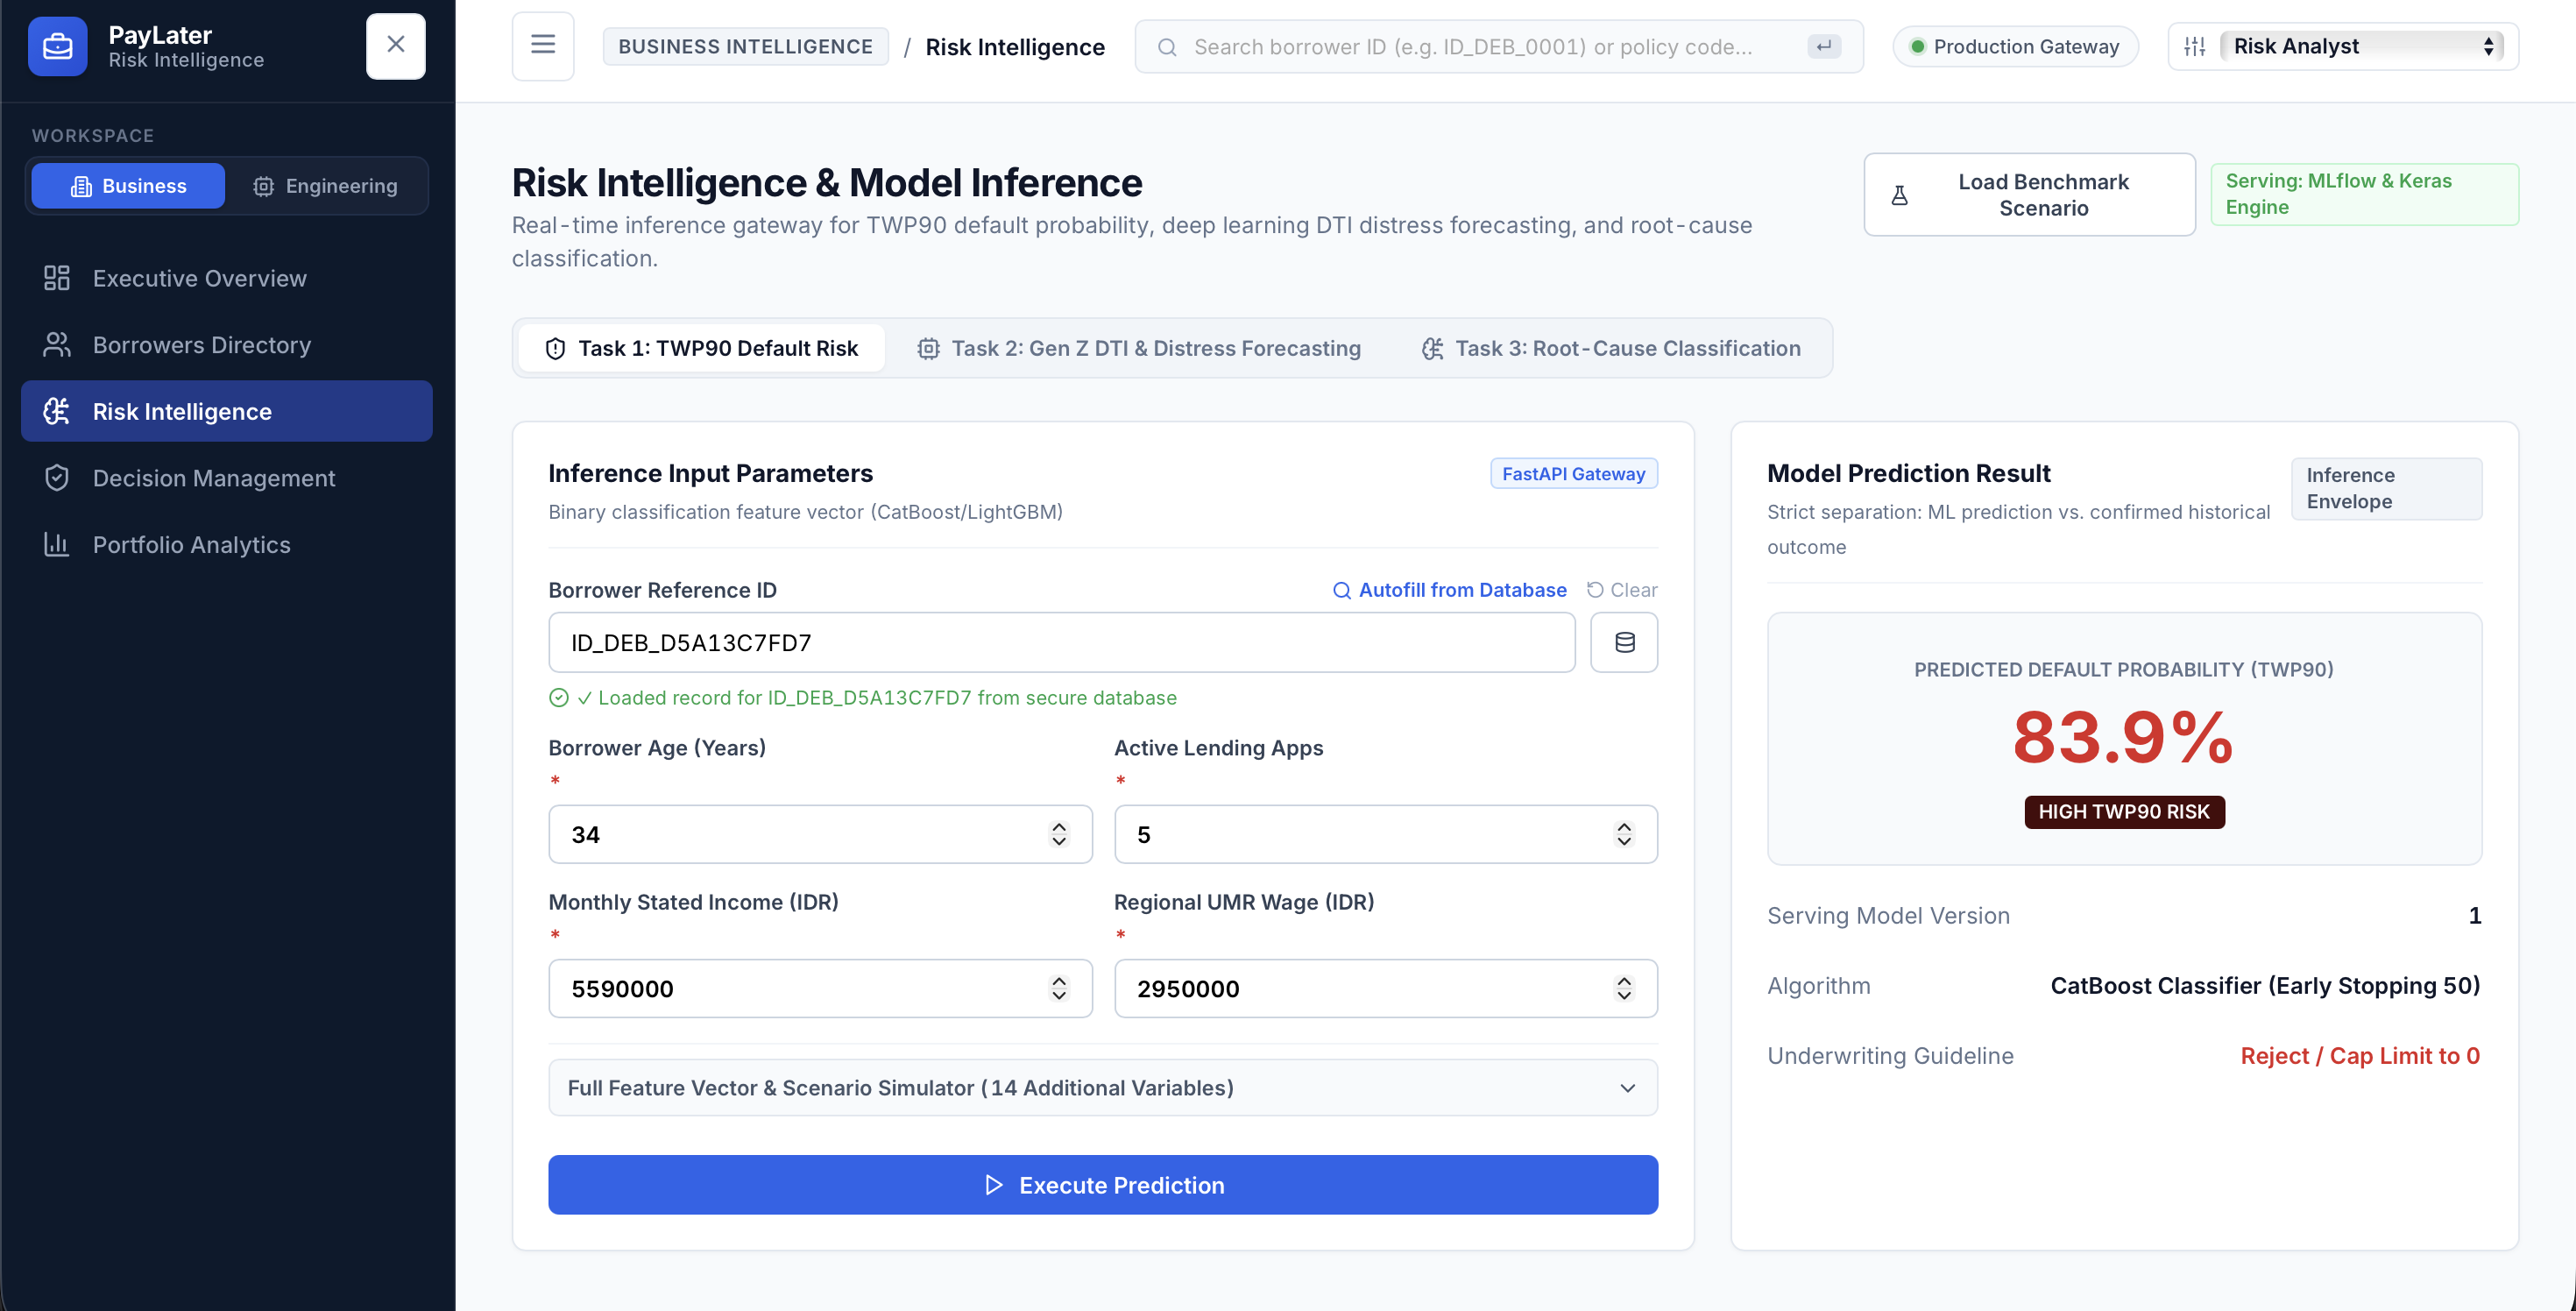 PayLater
Risk Intelligence
WORKSPACE
Business
Engineering
Executive Overview
Borrowers Directory
Risk Intelligence
Decision Management
Portfolio Analytics
BUSINESS INTELLIGENCE / Risk Intelligence
Search borrower ID (e.g. ID_DEB_0001) or policy code...
Production Gateway
Risk Analyst
Risk Intelligence & Model Inference
Real-time inference gateway for TWP90 default probability, deep learning DTI distress forecasting, and root-cause
classification.
Load Benchmark
Scenario
Serving: MLflow & Keras
Engine
Task 1: TWP90 Default Risk
Task 2: Gen Z DTI & Distress Forecasting
Task 3: Root-Cause Classification
Inference Input Parameters
FastAPI Gateway
Binary classification feature vector (CatBoost/LightGBM)
Borrower Reference ID
Autofill from Database
Clear
ID_DEB_D5A13C7FD7
✓ Loaded record for ID_DEB_D5A13C7FD7 from secure database
Borrower Age (Years)
*
34
Active Lending Apps
*
5
Monthly Stated Income (IDR)
*
5590000
Regional UMR Wage (IDR)
*
2950000
Full Feature Vector & Scenario Simulator (14 Additional Variables)
Execute Prediction
Model Prediction Result
Strict separation: ML prediction vs. confirmed historical
outcome
Inference
Envelope
PREDICTED DEFAULT PROBABILITY (TWP90)
83.9%
HIGH TWP90 RISK
Serving Model Version 1
Algorithm CatBoost Classifier (Early Stopping 50)
Underwriting Guideline Reject / Cap Limit to 0